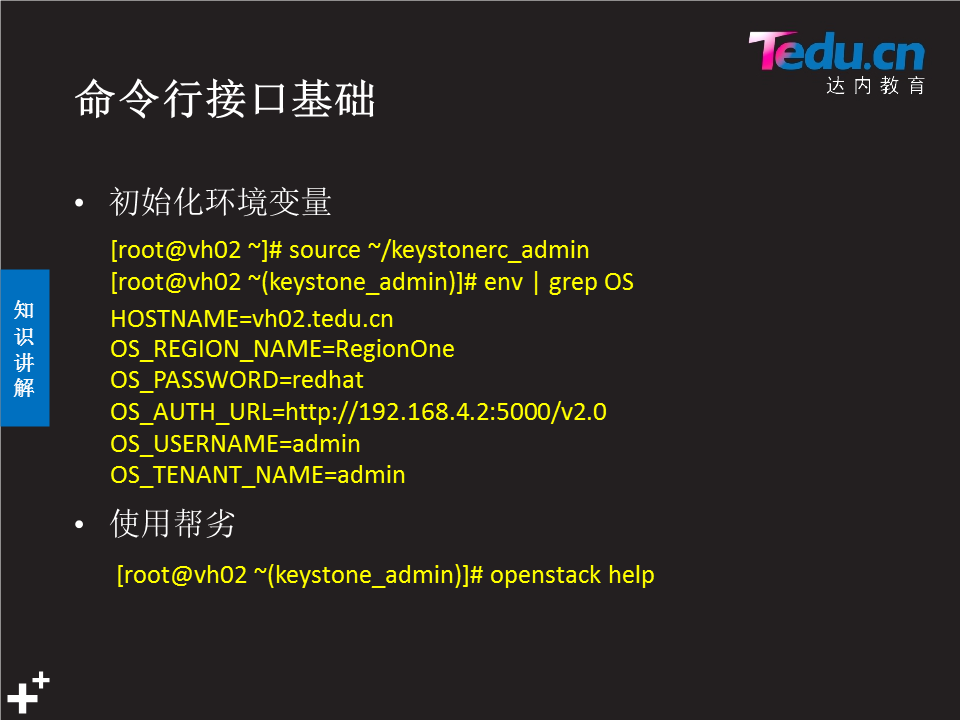 Tedu.cn
达内教育
命令行接口基础
• 初始化环境变量
[root@vh02 ~]# source ~/keystonerc_admin
[root@vh02 ~(keystone_admin)]# env | grep OS
HOSTNAME=vh02.tedu.cn
OS_REGION_NAME=RegionOne
OS_PASSWORD=redhat
OS_AUTH_URL=http://192.168.4.2:5000/v2.0
OS_USERNAME=admin
OS_TENANT_NAME=admin
知
识
讲
解
• 使用帮劣
[root@vh02 ~(keystone_admin)]# openstack help